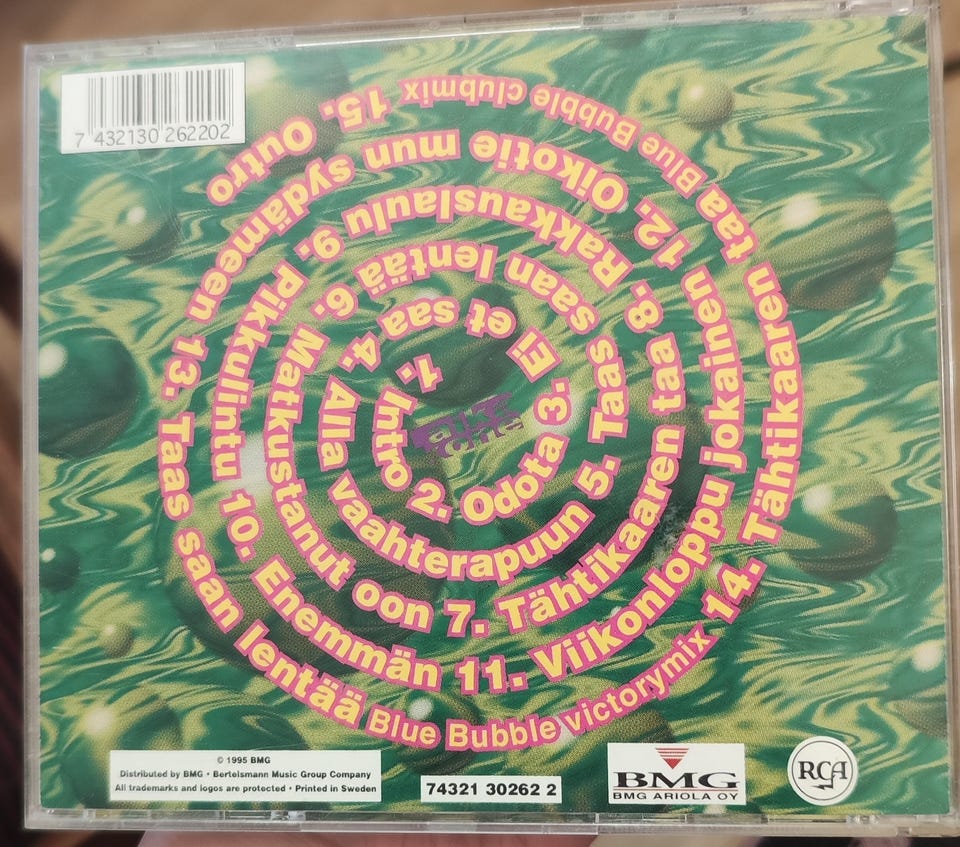 7 432130 262202
1. Intro 2. Odota 3. Ei et saa 4. Alla vaahterapuun 5. Taas saan lentää 6. Matkustanut oon 7. Tähtikaaren taa 8. Rakkauslaulu 9. Pikkulintu 10. Enemmän 11. Viikonloppu jokainen 12. Oikotie mun sydämeen 13. Taas saan lentää Blue Bubble victorymix 14. Tähtikaaren taa Blue Bubble clubmix 15. Outro
© 1995 BMG
Distributed by BMG • Bertelsmann Music Group Company
All trademarks and logos are protected • Printed in Sweden
74321 30262 2
BMG
BMG ARIOLA OY
RCA